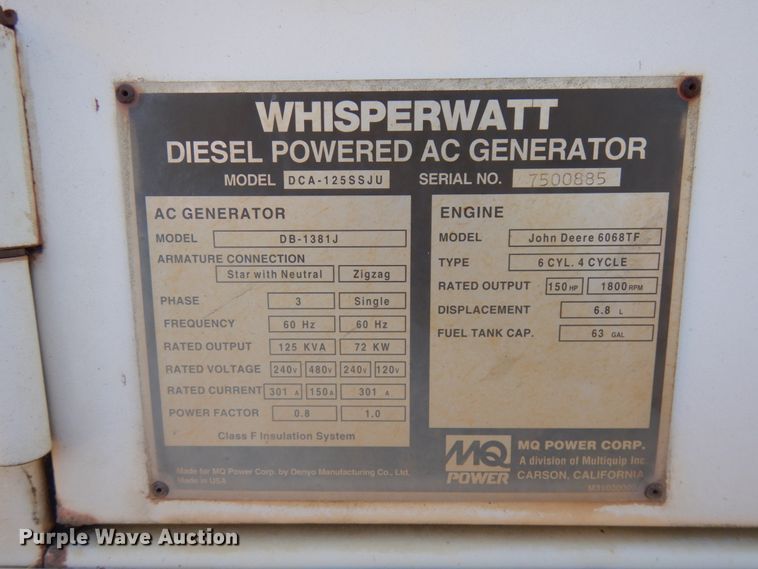 WHISPERWATT
DIESEL POWERED AC GENERATOR
MODEL DCA-125SSJU SERIAL NO. 7500885
AC GENERATOR
MODEL DB-1381J
ARMATURE CONNECTION
Star with Neutral Zigzag
PHASE 3 Single
FREQUENCY 60 Hz 60 Hz
RATED OUTPUT 125 KVA 72 KW
RATED VOLTAGE 240V 480V 240V 120V
RATED CURRENT 301 A 150A 301 A
POWER FACTOR 0.8 1.0
Class F Insulation System
ENGINE
MODEL John Deere 6068TF
TYPE 6 CYL. 4 CYCLE
RATED OUTPUT 150 HP 1800 RPM
DISPLACEMENT 6.8 L
FUEL TANK CAP. 63 GAL
Made for MQ Power Corp. by Denyo Manufacturing Co., Ltd.
Made in USA
MQ
POWER
MQ POWER CORP.
A division of Multiquip Inc
CARSON, CALIFORNIA
Purple Wave Auction